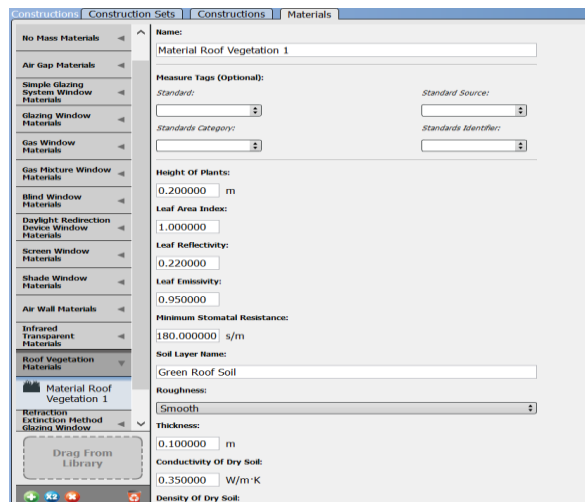 Constructions
Construction Sets
Constructions
Materials
No Mass Materials
Air Gap Materials
Simple Glazing
System Window
Materials
Glazing Window
Materials
Gas Window
Materials
Gas Mixture Window
Materials
Blind Window
Materials
Daylight Redirection
Device Window
Materials
Screen Window
Materials
Shade Window
Materials
Air Wall Materials
Infrared
Transparent
Materials
Roof Vegetation
Materials
Material Roof
Vegetation 1
Refraction
Extinction Method
Glazing Window
Drag From
Library
x2
Name:
Material Roof Vegetation 1
Measure Tags (Optional):
Standard: Standard Source:
Standards Category: Standards Identifier:
Height Of Plants:
0.200000 m
Leaf Area Index:
1.000000
Leaf Reflectivity:
0.220000
Leaf Emissivity:
0.950000
Minimum Stomatal Resistance:
180.000000 s/m
Soil Layer Name:
Green Roof Soil
Roughness:
Smooth
Thickness:
0.100000 m
Conductivity Of Dry Soil:
0.350000 W/m·K
Density Of Dry Soil: